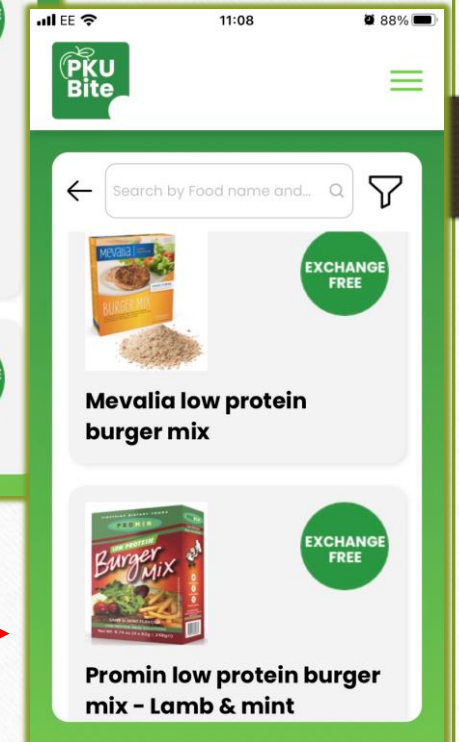 EE
11:08
88%
PKU
Bite
Search by Food name and...
Mevalia
BURGER MIX
EXCHANGE
FREE
Mevalia low protein
burger mix
PROMIN
LOW PROTEIN
Burger
Mix
EXCHANGE
FREE
Promin low protein burger
mix - Lamb & mint